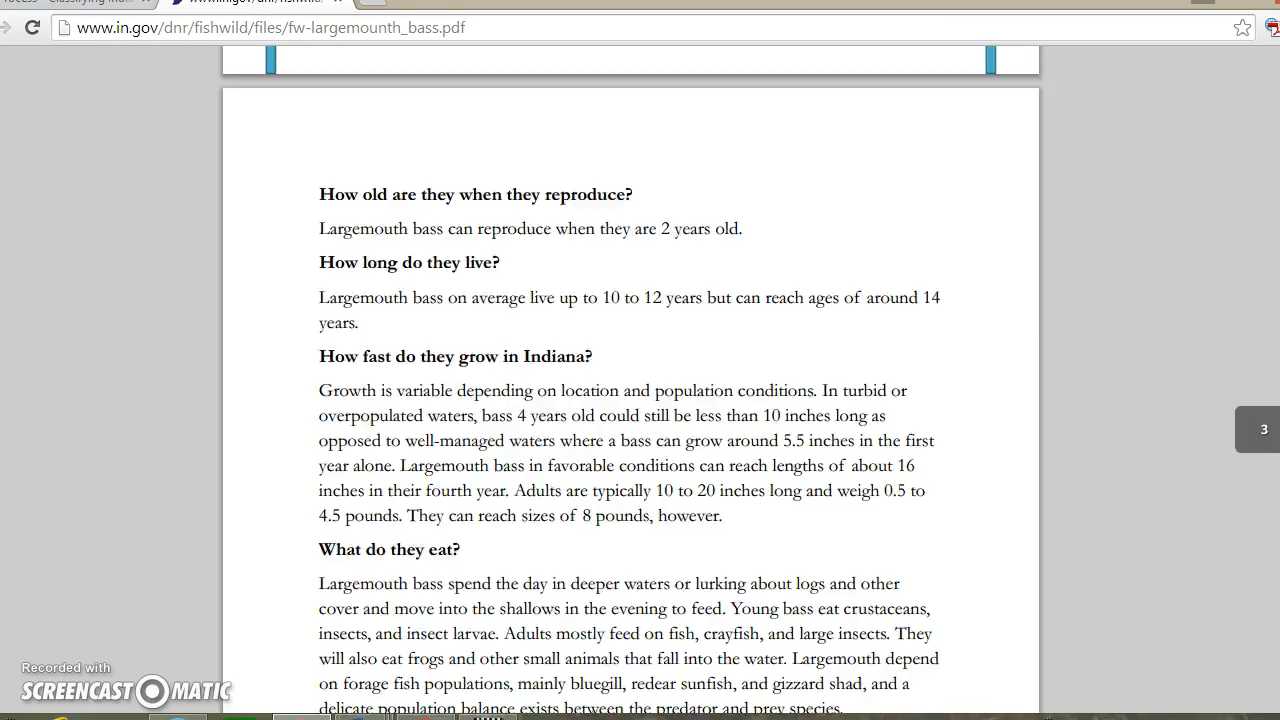 www.in.gov/dnr/fishwild/files/fw-largemounth_bass.pdf
How old are they when they reproduce?
Largemouth bass can reproduce when they are 2 years old.
How long do they live?
Largemouth bass on average live up to 10 to 12 years but can reach ages of around 14
years.
How fast do they grow in Indiana?
Growth is variable depending on location and population conditions. In turbid or
overpopulated waters, bass 4 years old could still be less than 10 inches long as
opposed to well-managed waters where a bass can grow around 5.5 inches in the first
year alone. Largemouth bass in favorable conditions can reach lengths of about 16
inches in their fourth year. Adults are typically 10 to 20 inches long and weigh 0.5 to
4.5 pounds. They can reach sizes of 8 pounds, however.
3
What do they eat?
Largemouth bass spend the day in deeper waters or lurking about logs and other
cover and move into the shallows in the evening to feed. Young bass eat crustaceans,
insects, and insect larvae. Adults mostly feed on fish, crayfish, and large insects. They
will also eat frogs and other small animals that fall into the water. Largemouth depend
on forage fish populations, mainly bluegill, redear sunfish, and gizzard shad, and a
delicate population balance exists between the predator and prey species.
Recorded with
SCREENCAST MATIC